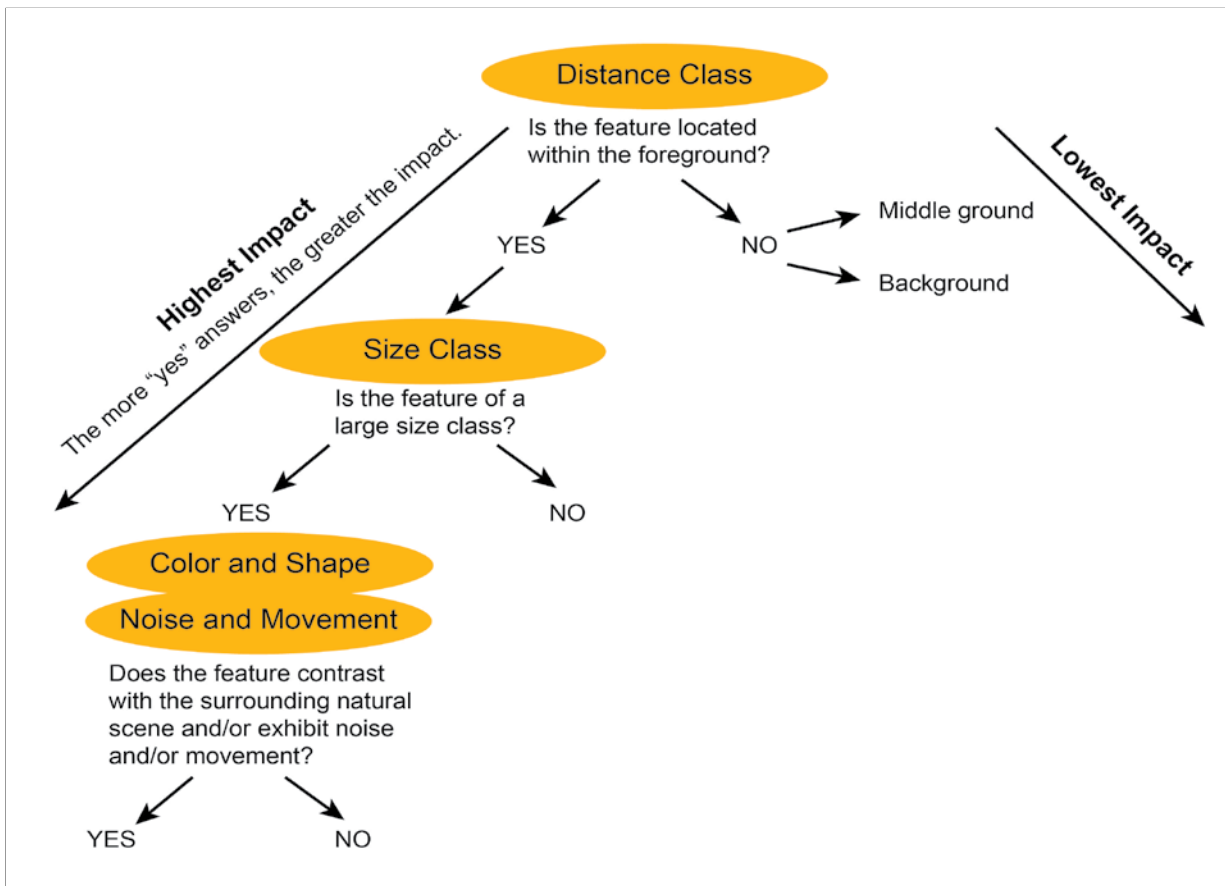 Distance Class
Is the feature located
within the foreground?
Highest Impact
The more “yes” answers, the greater the impact.
Lowest Impact
YES
NO
Middle ground
Background
Size Class
Is the feature of a
large size class?
YES
NO
Color and Shape
Noise and Movement
Does the feature contrast
with the surrounding natural
scene and/or exhibit noise
and/or movement?
YES
NO